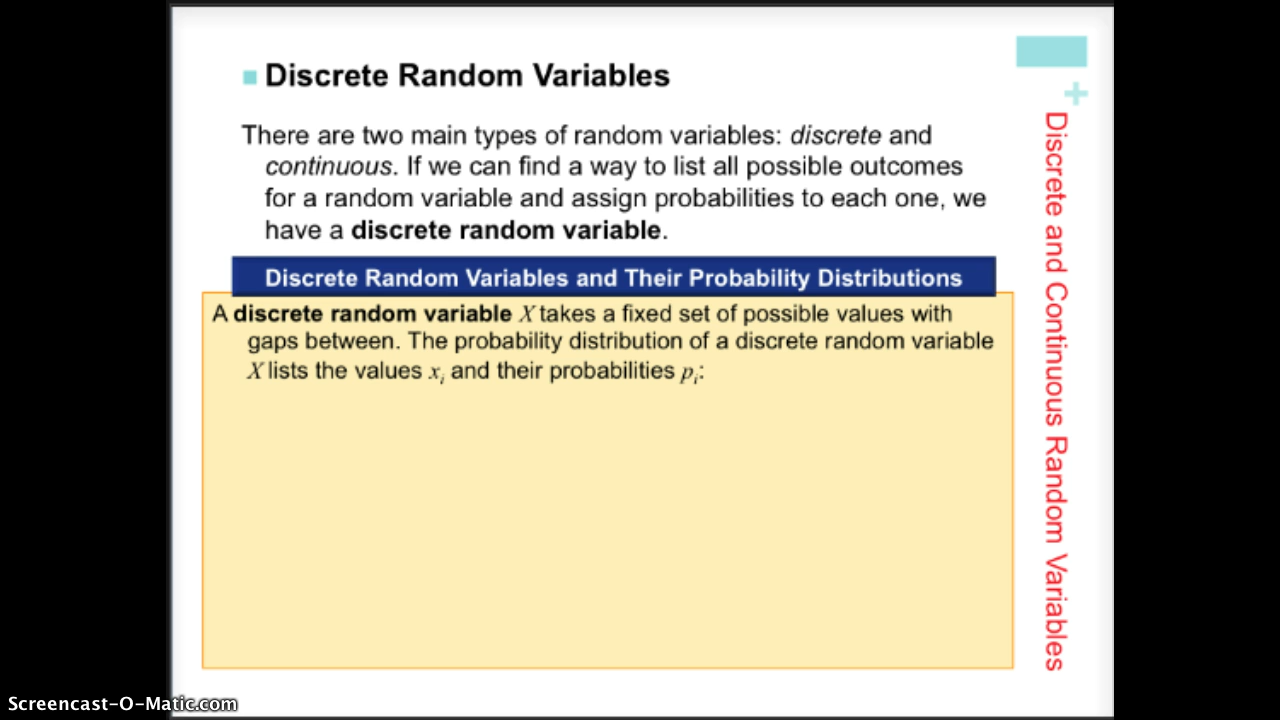 Discrete Random Variables
There are two main types of random variables: discrete and
continuous. If we can find a way to list all possible outcomes
for a random variable and assign probabilities to each one, we
have a discrete random variable.
Discrete Random Variables and Their Probability Distributions
A discrete random variable X takes a fixed set of possible values with
gaps between. The probability distribution of a discrete random variable
X lists the values xᵢ and their probabilities pᵢ:
+
Discrete and Continuous Random Variables
Screencast-O-Matic.com